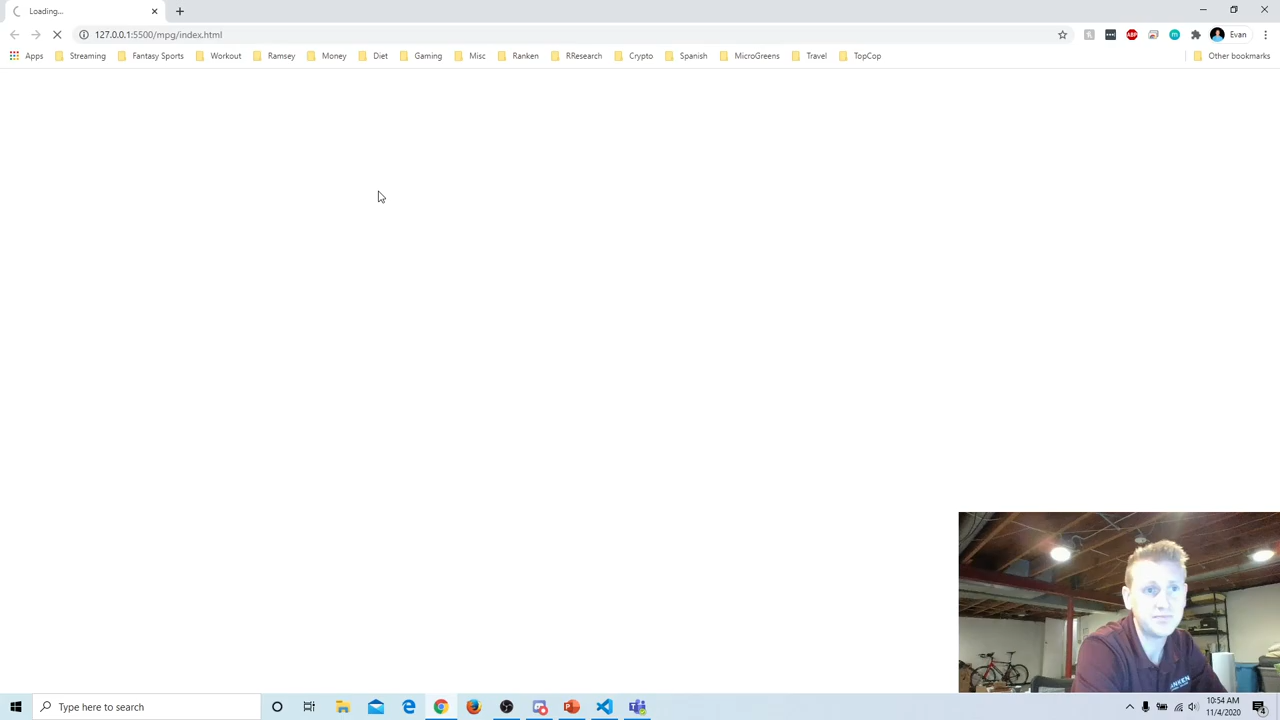 Loading...
127.0.0.1:5500/mpg/index.html
ABP
m
Evan
Apps
Streaming
Fantasy Sports
Workout
Ramsey
Money
Diet
Gaming
Misc
Ranken
RResearch
Crypto
Spanish
MicroGreens
Travel
TopCop
Other bookmarks
Type here to search
10:54 AM
11/4/2020
4